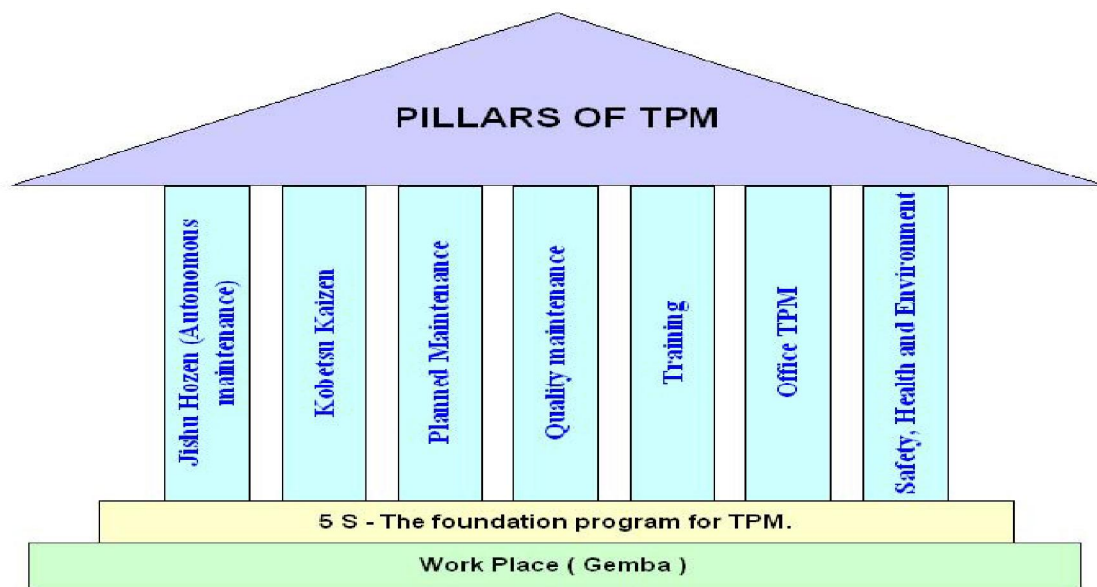 PILLARS OF TPM
Jishu Hozen (Autonomous
maintenance)
Kobetsu Kaizen
Planned Maintenance
Quality maintenance
Training
Office TPM
Safety, Health and Environment
5 S - The foundation program for TPM.
Work Place ( Gemba )